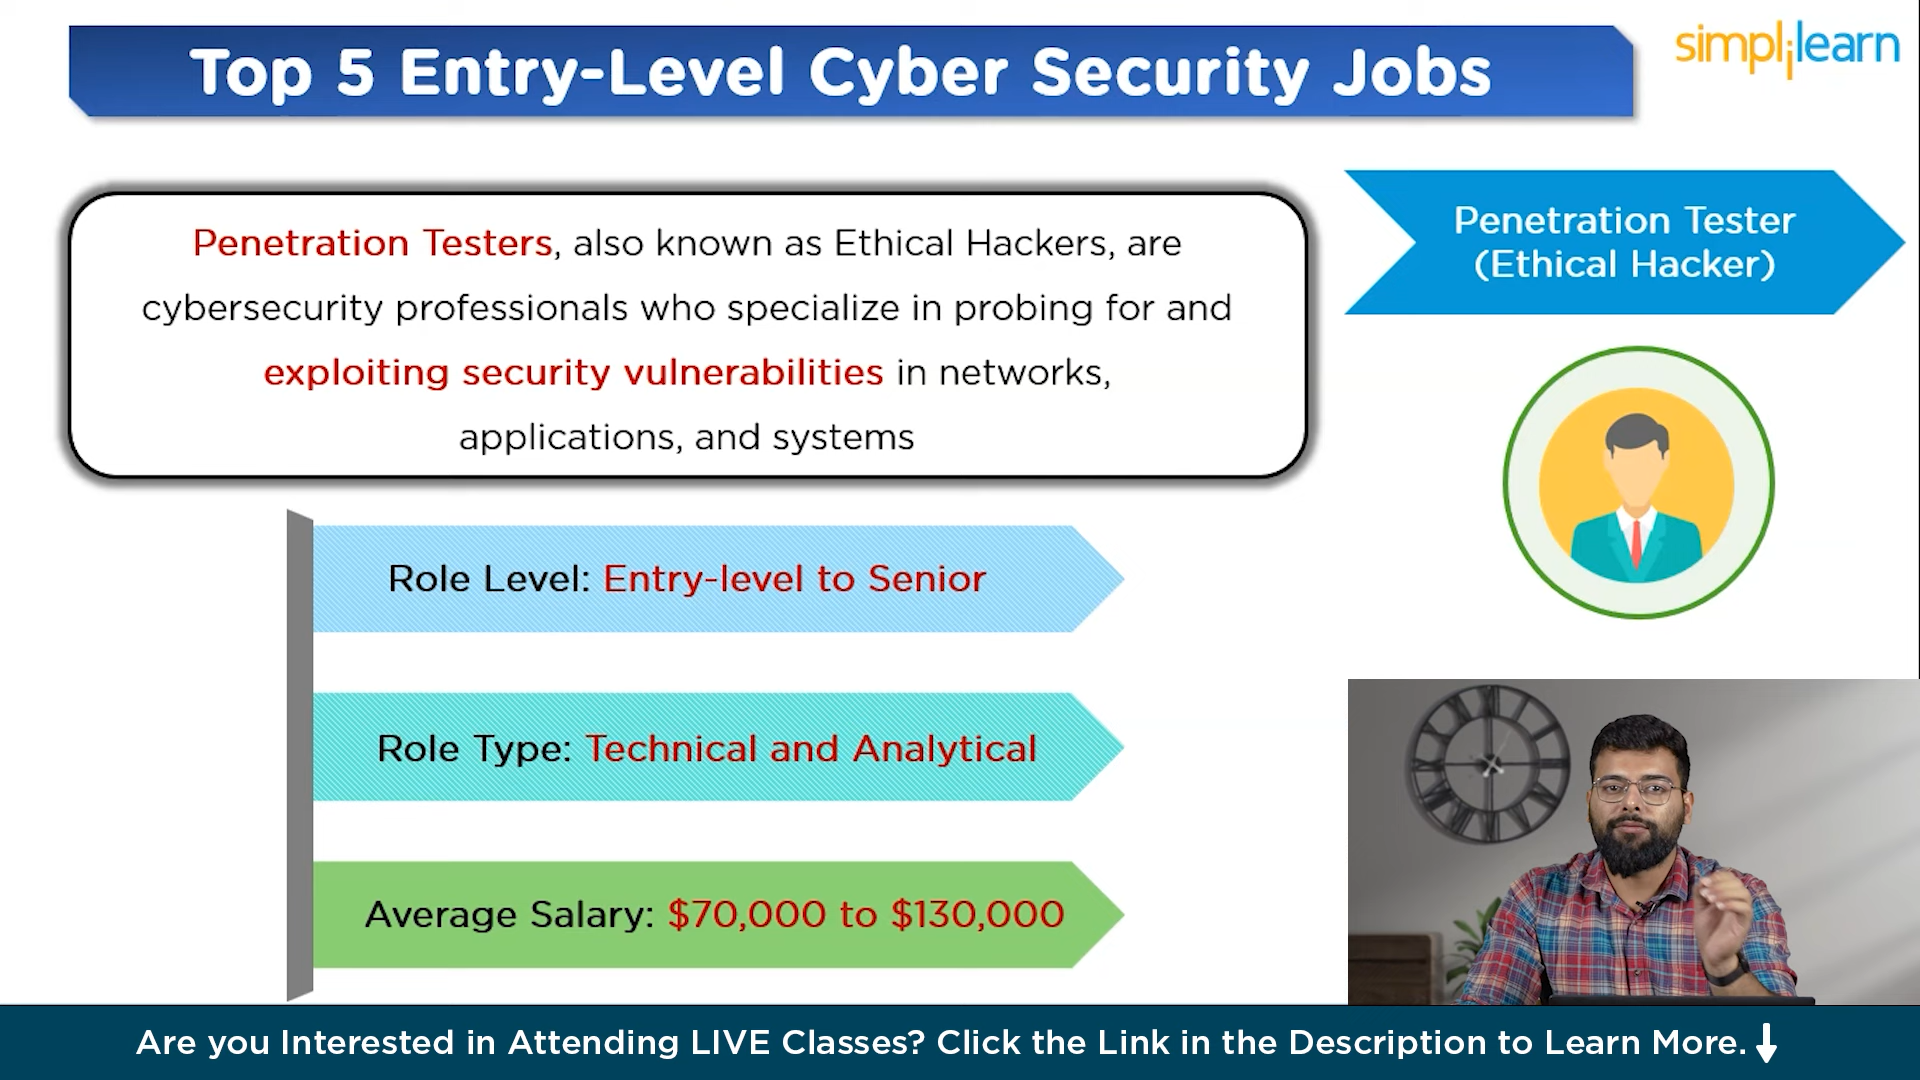 Top 5 Entry-Level Cyber Security Jobs
simplilearn
Penetration Testers, also known as Ethical Hackers, are
cybersecurity professionals who specialize in probing for and
exploiting security vulnerabilities in networks,
applications, and systems
Penetration Tester
(Ethical Hacker)
Role Level: Entry-level to Senior
Role Type: Technical and Analytical
Average Salary: $70,000 to $130,000
Are you Interested in Attending LIVE Classes? Click the Link in the Description to Learn More.